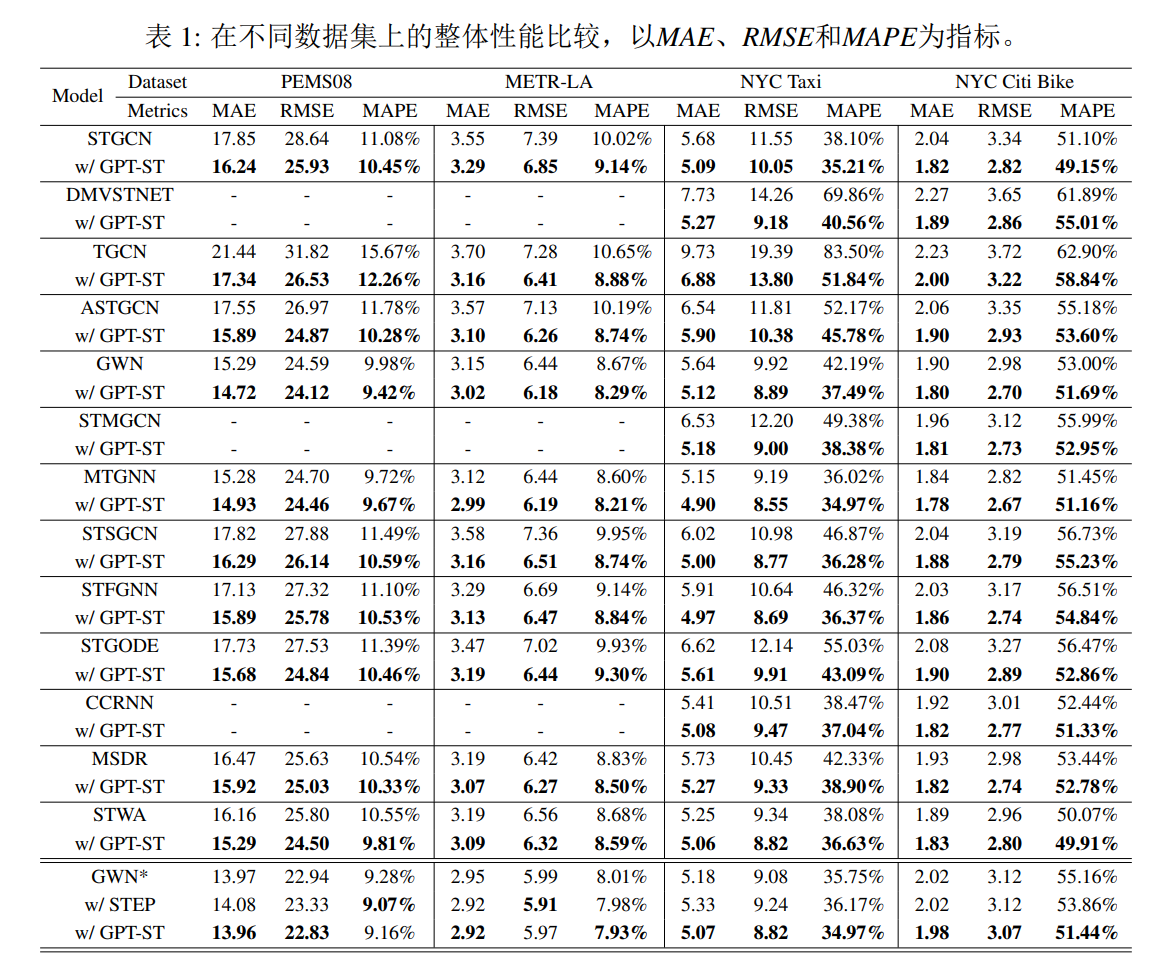 表 1: 在不同数据集上的整体性能比较，以MAE、RMSE和MAPE为指标。
Model Dataset PEMS08 METR-LA NYC Taxi NYC Citi Bike
Metrics MAE RMSE MAPE MAE RMSE MAPE MAE RMSE MAPE MAE RMSE MAPE
STGCN 17.85 28.64 11.08% 3.55 7.39 10.02% 5.68 11.55 38.10% 2.04 3.34 51.10%
w/ GPT-ST 16.24 25.93 10.45% 3.29 6.85 9.14% 5.09 10.05 35.21% 1.82 2.82 49.15%
DMVSTNET - - - - - - 7.73 14.26 69.86% 2.27 3.65 61.89%
w/ GPT-ST - - - - - - 5.27 9.18 40.56% 1.89 2.86 55.01%
TGCN 21.44 31.82 15.67% 3.70 7.28 10.65% 9.73 19.39 83.50% 2.23 3.72 62.90%
w/ GPT-ST 17.34 26.53 12.26% 3.16 6.41 8.88% 6.88 13.80 51.84% 2.00 3.22 58.84%
ASTGCN 17.55 26.97 11.78% 3.57 7.13 10.19% 6.54 11.81 52.17% 2.06 3.35 55.18%
w/ GPT-ST 15.89 24.87 10.28% 3.10 6.26 8.74% 5.90 10.38 45.78% 1.90 2.93 53.60%
GWN 15.29 24.59 9.98% 3.15 6.44 8.67% 5.64 9.92 42.19% 1.90 2.98 53.00%
w/ GPT-ST 14.72 24.12 9.42% 3.02 6.18 8.29% 5.12 8.89 37.49% 1.80 2.70 51.69%
STMGCN - - - - - - 6.53 12.20 49.38% 1.96 3.12 55.99%
w/ GPT-ST - - - - - - 5.18 9.00 38.38% 1.81 2.73 52.95%
MTGNN 15.28 24.70 9.72% 3.12 6.44 8.60% 5.15 9.19 36.02% 1.84 2.82 51.45%
w/ GPT-ST 14.93 24.46 9.67% 2.99 6.19 8.21% 4.90 8.55 34.97% 1.78 2.67 51.16%
STSGCN 17.82 27.88 11.49% 3.58 7.36 9.95% 6.02 10.98 46.87% 2.04 3.19 56.73%
w/ GPT-ST 16.29 26.14 10.59% 3.16 6.51 8.74% 5.00 8.77 36.28% 1.88 2.79 55.23%
STFGNN 17.13 27.32 11.10% 3.29 6.69 9.14% 5.91 10.64 46.32% 2.03 3.17 56.51%
w/ GPT-ST 15.89 25.78 10.53% 3.13 6.47 8.84% 4.97 8.69 36.37% 1.86 2.74 54.84%
STGODE 17.73 27.53 11.39% 3.47 7.02 9.93% 6.62 12.14 55.03% 2.08 3.27 56.47%
w/ GPT-ST 15.68 24.84 10.46% 3.19 6.44 9.30% 5.61 9.91 43.09% 1.90 2.89 52.86%
CCRNN - - - - - - 5.41 10.51 38.47% 1.92 3.01 52.44%
w/ GPT-ST - - - - - - 5.08 9.47 37.04% 1.82 2.77 51.33%
MSDR 16.47 25.63 10.54% 3.19 6.42 8.83% 5.73 10.45 42.33% 1.93 2.98 53.44%
w/ GPT-ST 15.92 25.03 10.33% 3.07 6.27 8.50% 5.27 9.33 38.90% 1.82 2.74 52.78%
STWA 16.16 25.80 10.55% 3.19 6.56 8.68% 5.25 9.34 38.08% 1.89 2.96 50.07%
w/ GPT-ST 15.29 24.50 9.81% 3.09 6.32 8.59% 5.06 8.82 36.63% 1.83 2.80 49.91%
GWN* 13.97 22.94 9.28% 2.95 5.99 8.01% 5.18 9.08 35.75% 2.02 3.12 55.16%
w/ STEP 14.08 23.33 9.07% 2.92 5.91 7.98% 5.33 9.24 36.17% 2.02 3.12 53.86%
w/ GPT-ST 13.96 22.83 9.16% 2.92 5.97 7.93% 5.07 8.82 34.97% 1.98 3.07 51.44%